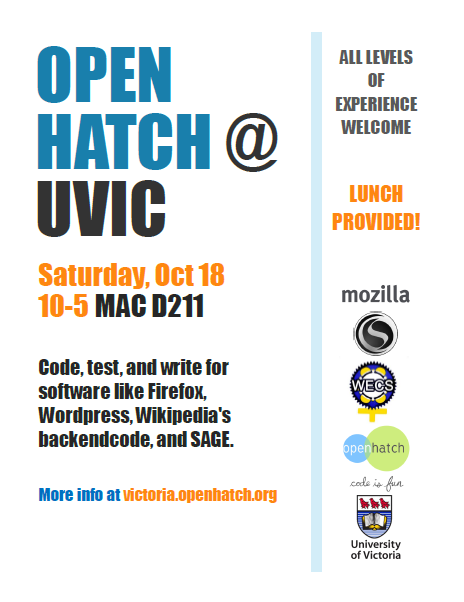 OPEN
HATCH @
UVIC
Saturday, Oct 18
10-5 MAC D211
Code, test, and write for
software like Firefox,
Wordpress, Wikipedia's
backendcode, and SAGE.
More info at victoria.openhatch.org
ALL LEVELS
OF
EXPERIENCE
WELCOME
LUNCH
PROVIDED!
mozilla
WECS
openhatch
code is fun
University
of Victoria